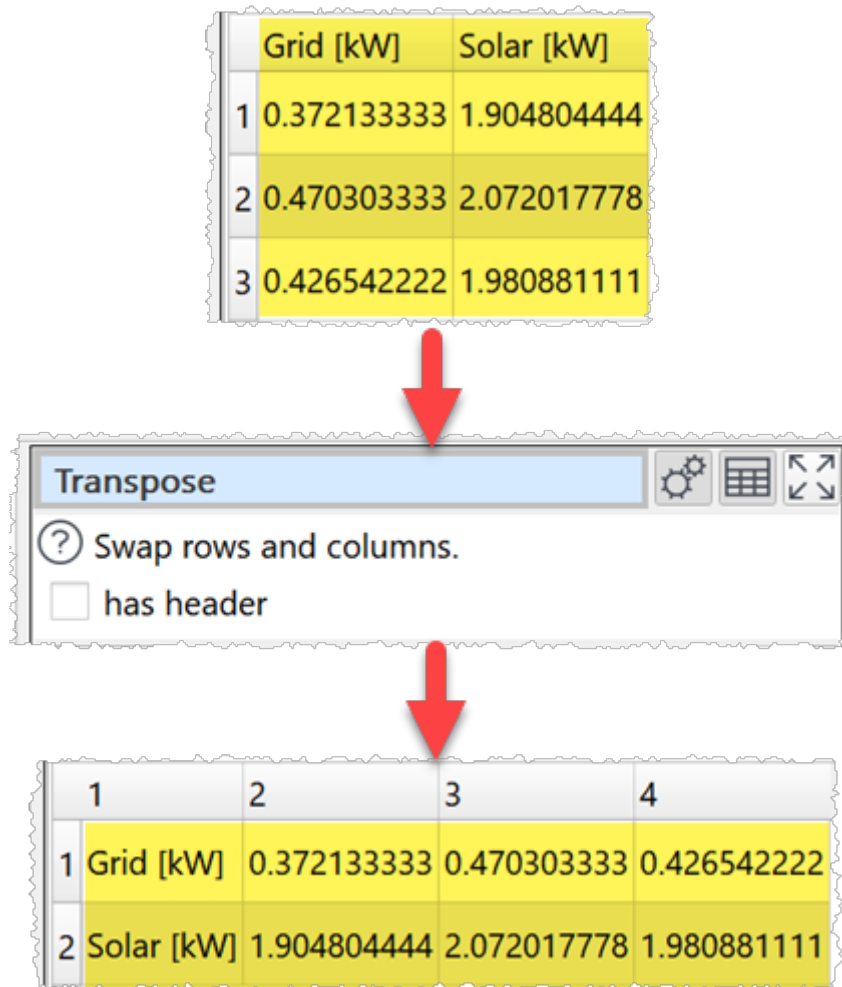 Grid [kW] Solar [kW]
1 0.372133333 1.904804444
2 0.470303333 2.072017778
3 0.426542222 1.980881111
Transpose
? Swap rows and columns.
has header
1 2 3 4
1 Grid [kW] 0.372133333 0.470303333 0.426542222
2 Solar [kW] 1.904804444 2.072017778 1.980881111